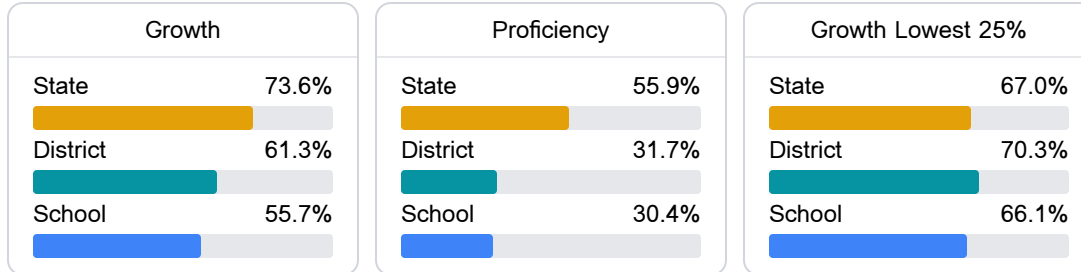 Growth
State 73.6%
District 61.3%
School 55.7%
Proficiency
State 55.9%
District 31.7%
School 30.4%
Growth Lowest 25%
State 67.0%
District 70.3%
School 66.1%